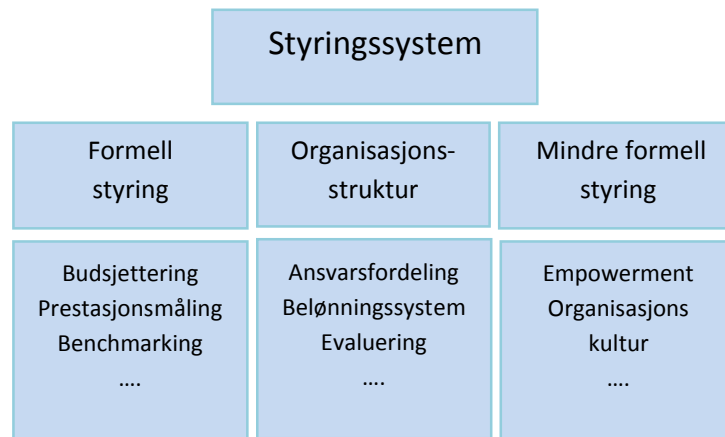 Styringssystem
Formell
styring
Organisasjons-
struktur
Mindre formell
styring
Budsjettering
Prestasjonsmåling
Benchmarking
....
Ansvarsfordeling
Belønningssystem
Evaluering
....
Empowerment
Organisasjons
kultur
....